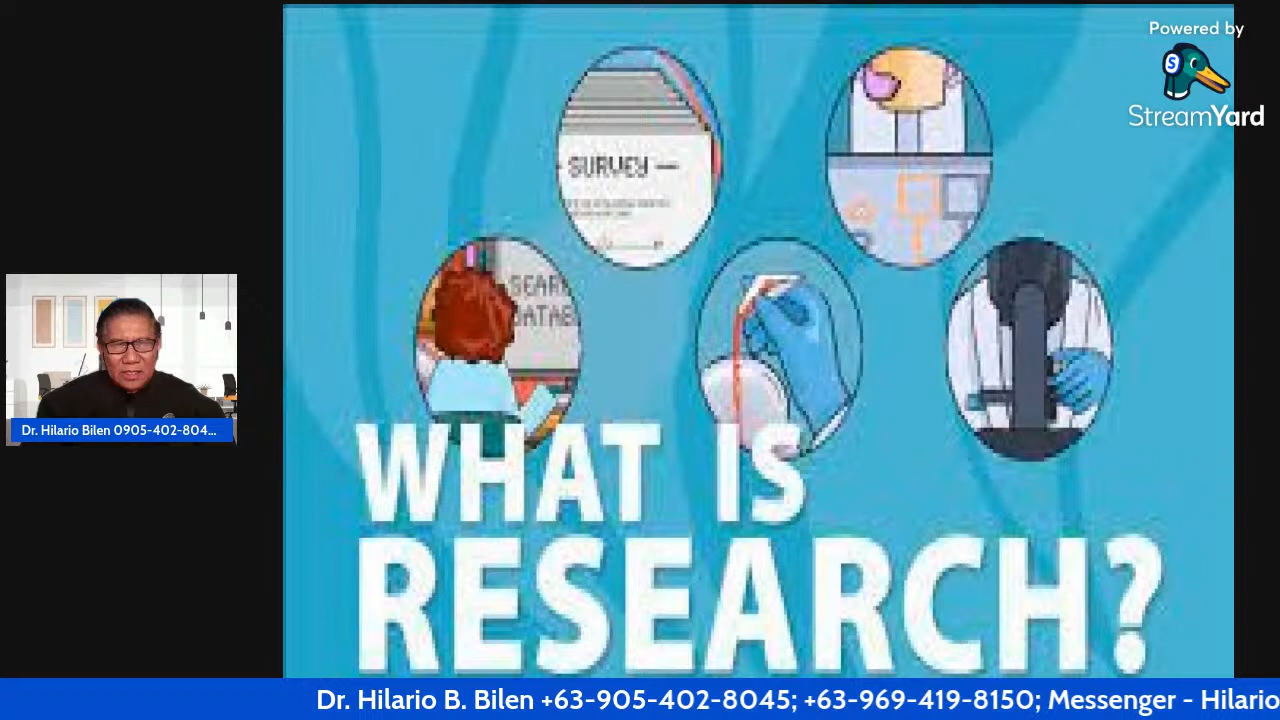 Powered by
StreamYard
SURVEY
WHAT IS
RESEARCH?
Dr. Hilario Bilen 0905-402-804...
Dr. Hilario B. Bilen +63-905-402-8045; +63-969-419-8150; Messenger - Hilario